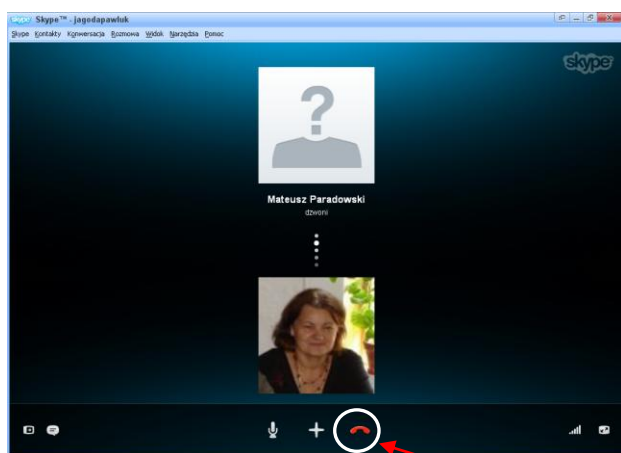 Skype™ - jagodapawluk
Skype Kontakty Konwersacja Rozmowa Widok Narzędzia Pomoc
skype
Mateusz Paradowski
dzwoni